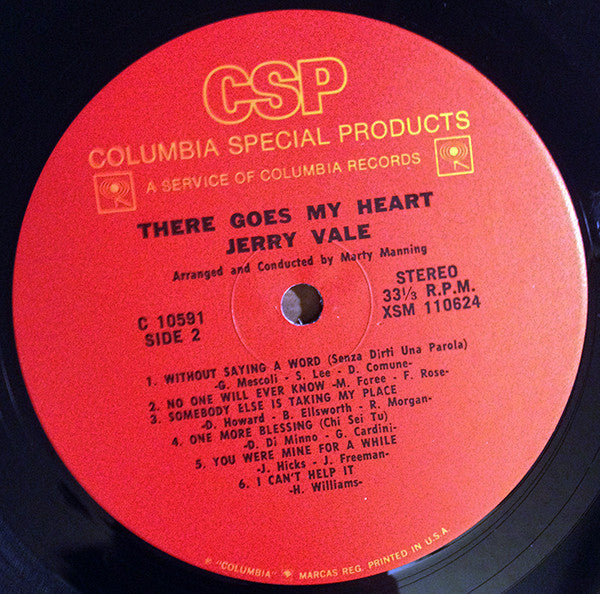 CSP
COLUMBIA SPECIAL PRODUCTS
A SERVICE OF COLUMBIA RECORDS
THERE GOES MY HEART
JERRY VALE
Arranged and Conducted by Marty Manning
C 10591
SIDE 2
STEREO
33⅓ R.P.M.
XSM 110624
1. WITHOUT SAYING A WORD (Senza Dirti Una Parola)
-G. Mescoli - S. Lee - D. Comune-
2. NO ONE WILL EVER KNOW -M. Foree - F. Rose-
3. SOMEBODY ELSE IS TAKING MY PLACE
-D. Howard - B. Ellsworth - R. Morgan-
4. ONE MORE BLESSING (Chi Sei Tu)
-D. Di Minno - G. Cardini-
5. YOU WERE MINE FOR A WHILE
-J. Hicks - J. Freeman-
6. I CAN'T HELP IT
-H. Williams-
"COLUMBIA" MARCAS REG. PRINTED IN U.S.A.